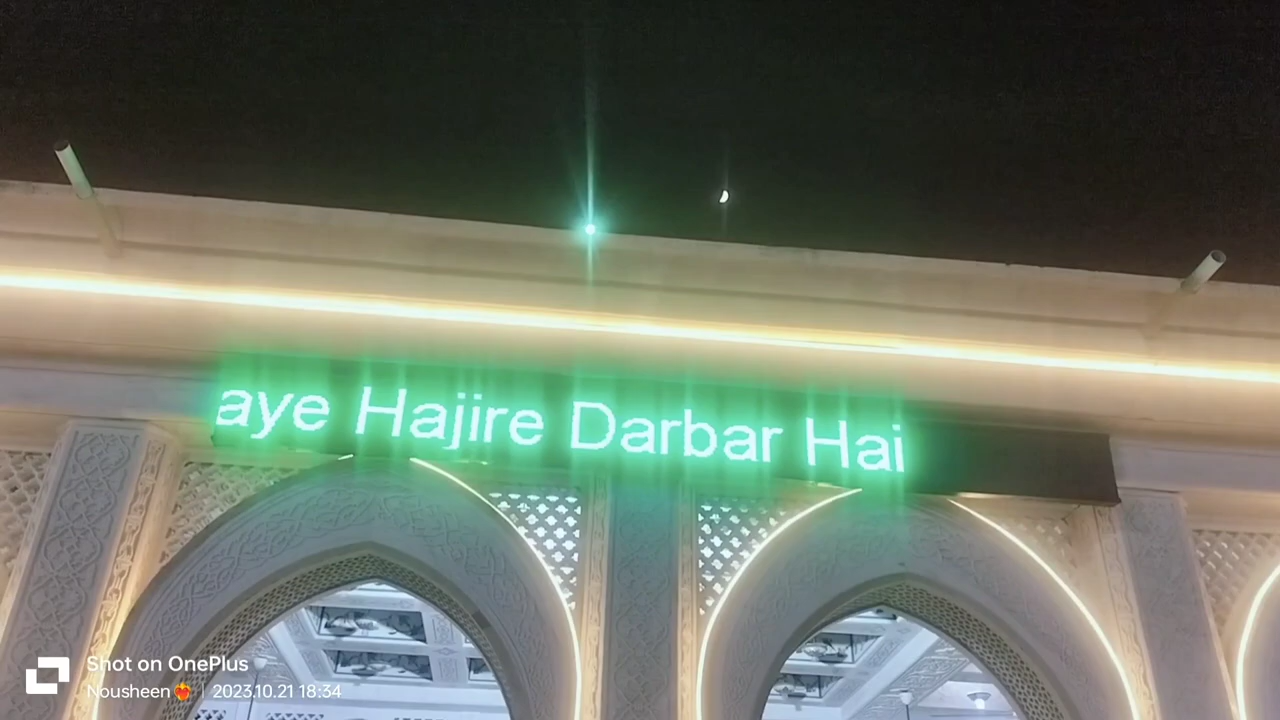 aye Hajire Darbar Hai
Shot on OnePlus
Nousheen❤️‍🔥 | 2023.10.21 18:34